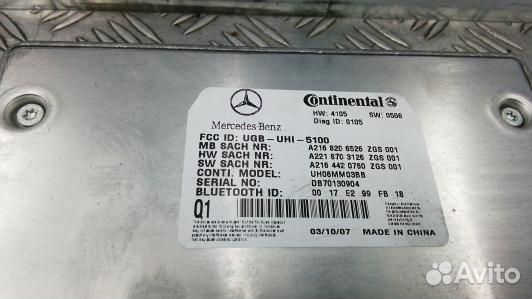 Mercedes-Benz
Continental
HW: 4105 SW: 0506
Diag ID: 0105
FCC ID: UGB-UHI-5100
MB SACH NR: A216 820 6526 ZGS 001
HW SACH NR: A221 870 3126 ZGS 001
SW SACH NR: A216 442 0760 ZGS 001
CONTI. MODEL: UH06MM03BB
SERIAL NO: DB70130904
BLUETOOTH ID: 00 17 E2 99 FB 18
Q1
03/10/07 MADE IN CHINA
Avito